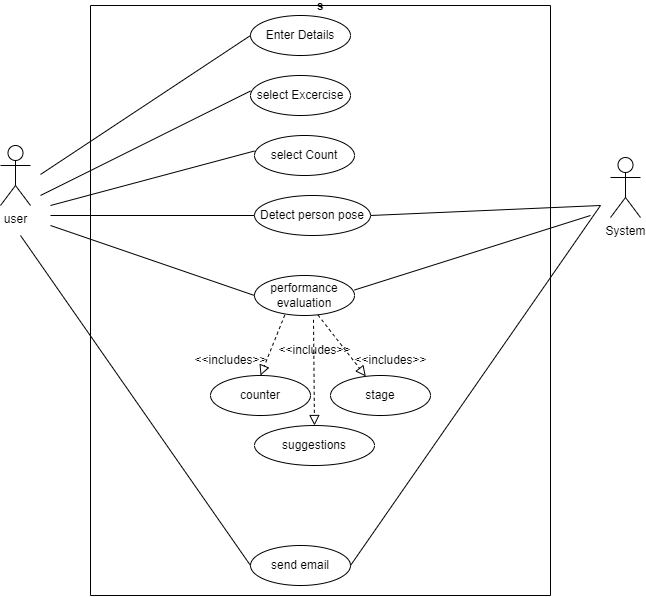 s
Enter Details
select Excercise
select Count
user
Detect person pose
System
performance
evaluation
<<includes>>
<<includes>>
<<includes>>
counter
stage
suggestions
send email